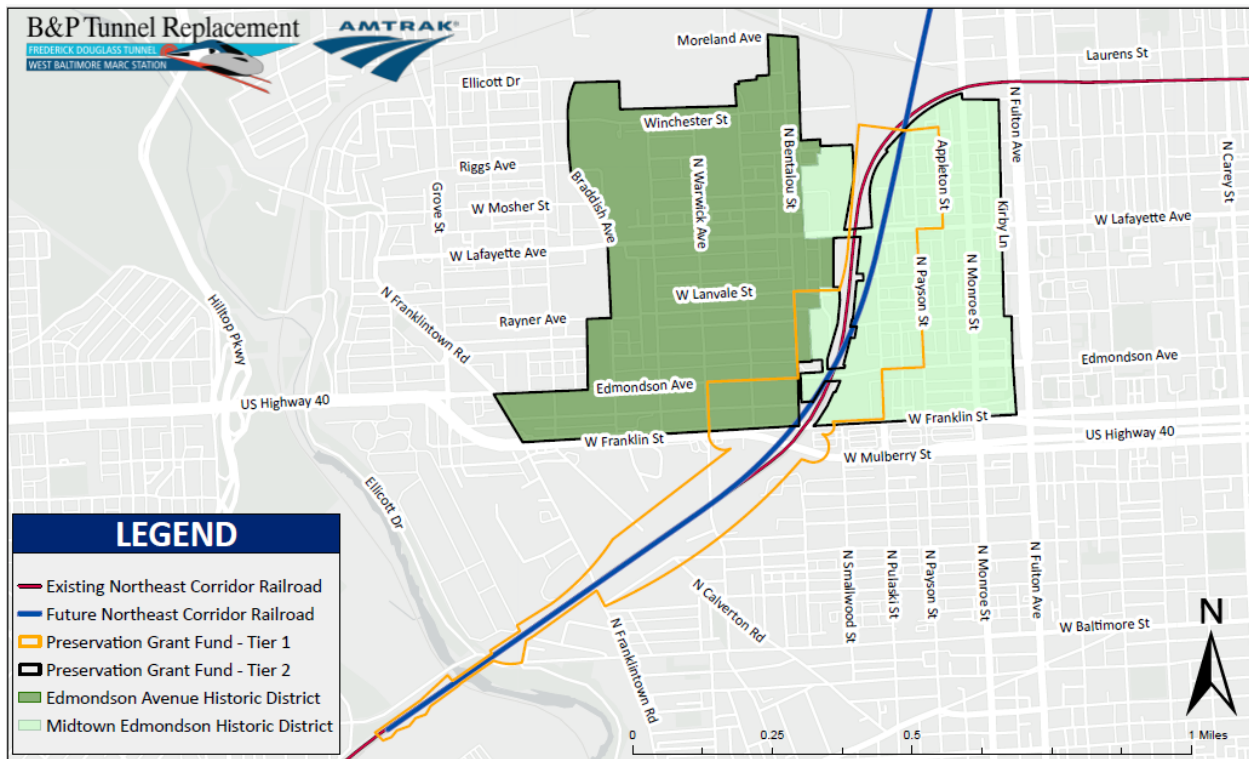 B&P Tunnel Replacement
FREDERICK DOUGLASS TUNNEL
WEST BALTIMORE MARC STATION
AMTRAK®
Moreland Ave
Laurens St
Ellicott Dr
Winchester St
N Fulton Ave
N Bentalou St
Appleton St
N Carey St
Riggs Ave
N Warwick Ave
Braddish Ave
Grove St
W Mosher St
Kirby Ln
W Lafayette Ave
W Lafayette Ave
N Payson St
N Monroe St
W Lanvale St
Hilltop Pkwy
N Franklintown Rd
Rayner Ave
Edmondson Ave
Edmondson Ave
US Highway 40
W Franklin St
W Franklin St
US Highway 40
W Mulberry St
Ellicott Dr
LEGEND
Existing Northeast Corridor Railroad
Future Northeast Corridor Railroad
Preservation Grant Fund - Tier 1
Preservation Grant Fund - Tier 2
Edmondson Avenue Historic District
Midtown Edmondson Historic District
N Calverton Rd
N Franklintown Rd
N Smallwood St
N Pulaski St
N Payson St
N Monroe St
N Fulton Ave
W Baltimore St
N
0 0.25 0.5 1 Miles